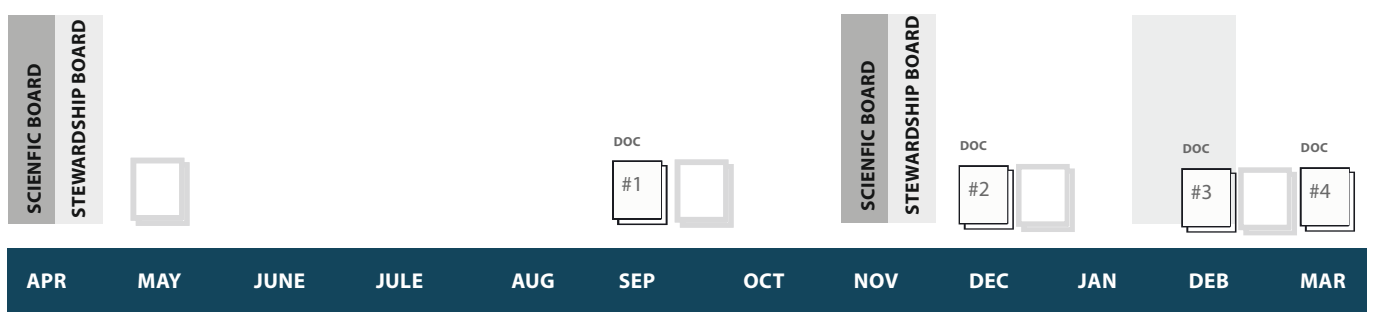 SCIENFIC BOARD
STEWARDSHIP BOARD
SCIENFIC BOARD
STEWARDSHIP BOARD
DOC
#1
DOC
#2
DOC
#3
DOC
#4
APR MAY JUNE JULE AUG SEP OCT NOV DEC JAN DEB MAR